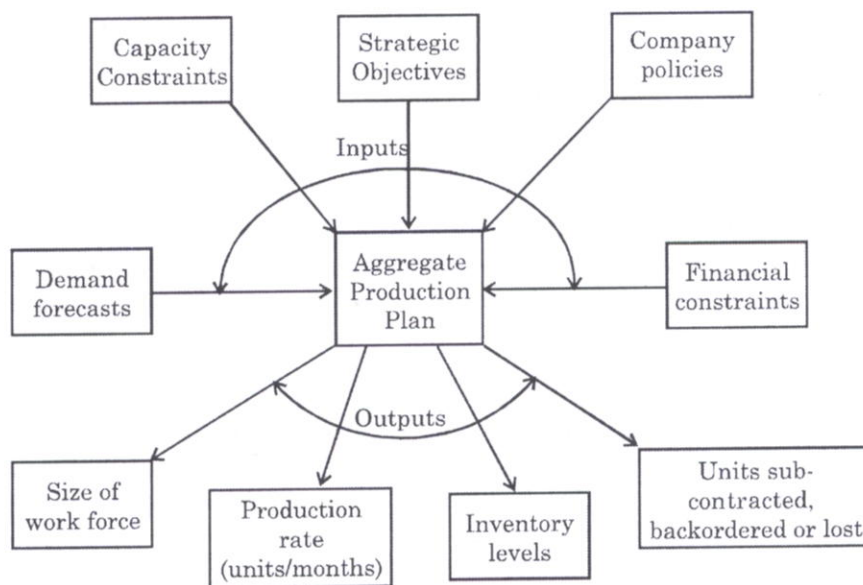 Capacity
Constraints
Strategic
Objectives
Company
policies
Inputs
Demand
forecasts
Aggregate
Production
Plan
Financial
constraints
Outputs
Size of
work force
Production
rate
(units/months)
Inventory
levels
Units sub-
contracted,
backordered or lost